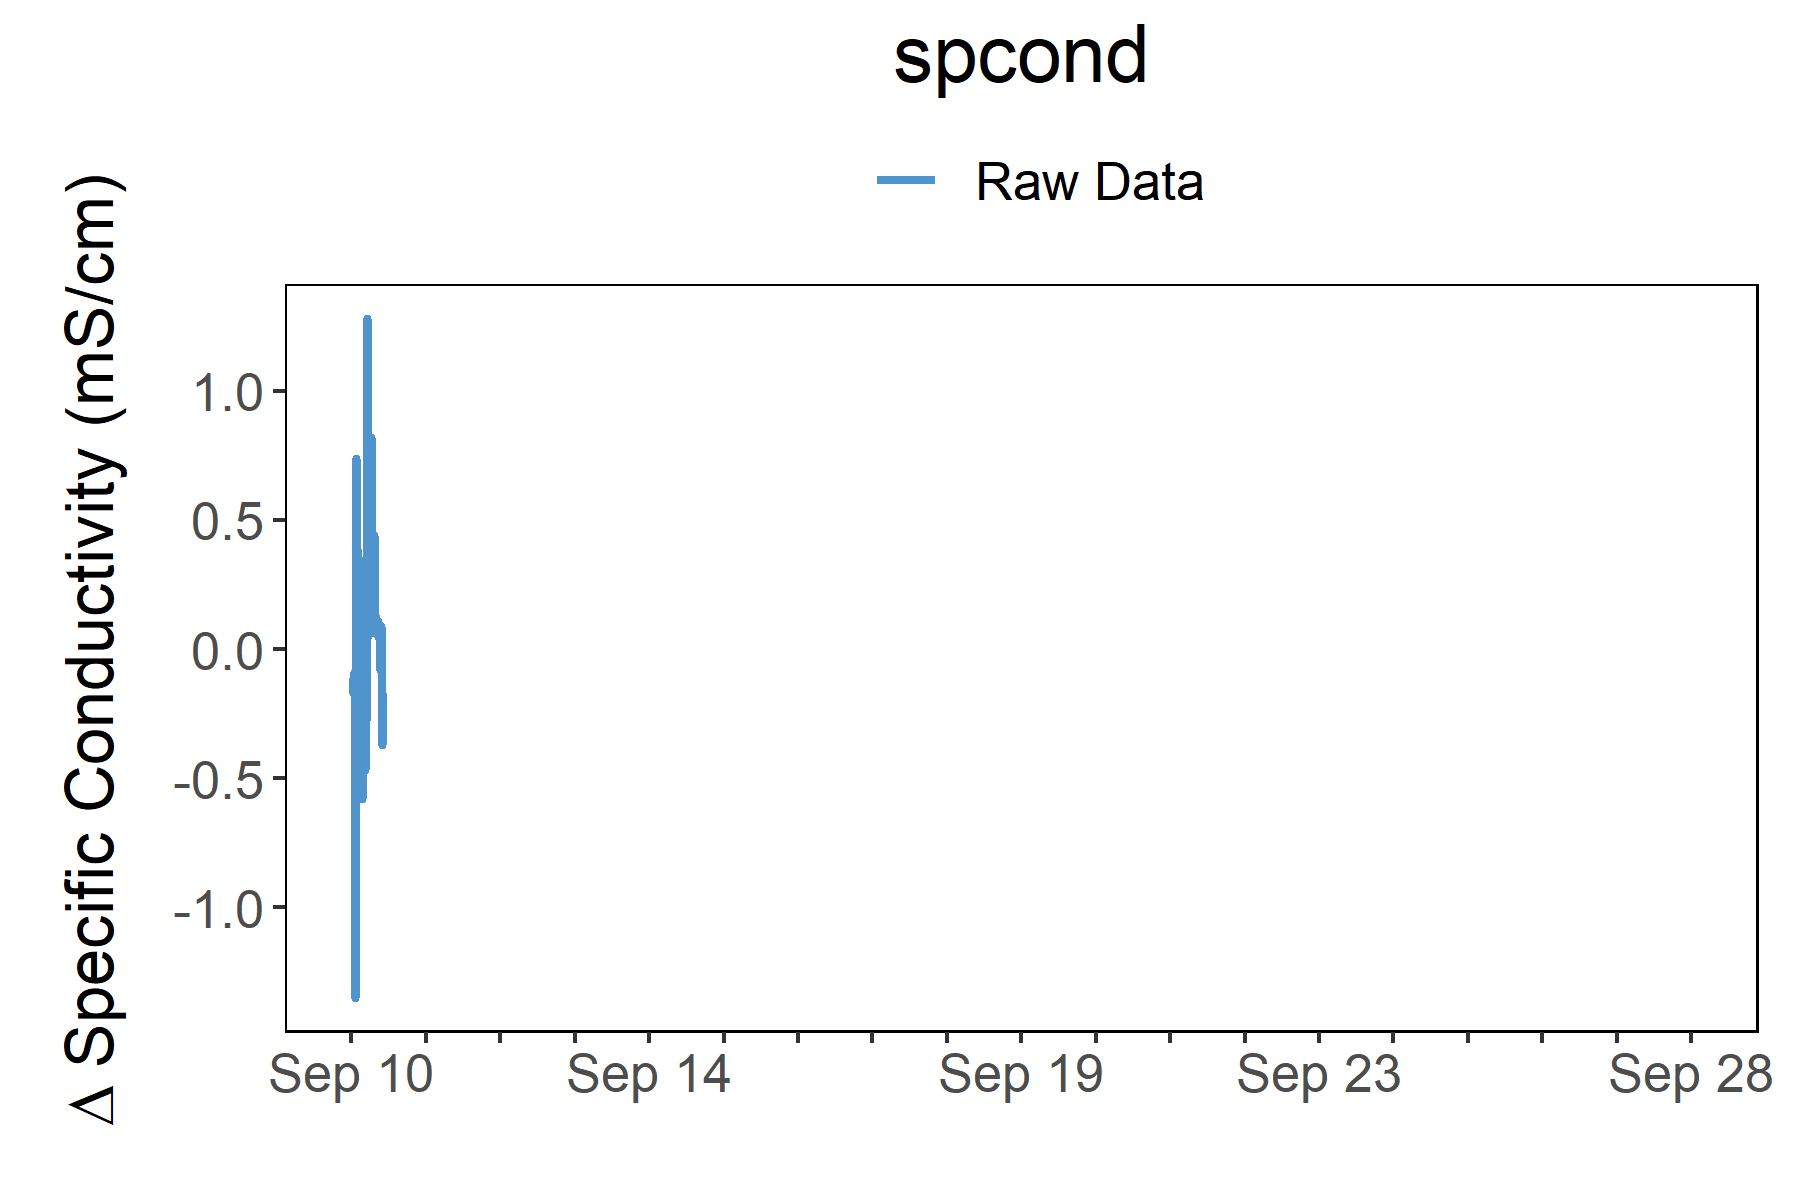 spcond
Raw Data
Δ Specific Conductivity (mS/cm)
1.0
0.5
0.0
-0.5
-1.0
Sep 10 Sep 14 Sep 19 Sep 23 Sep 28